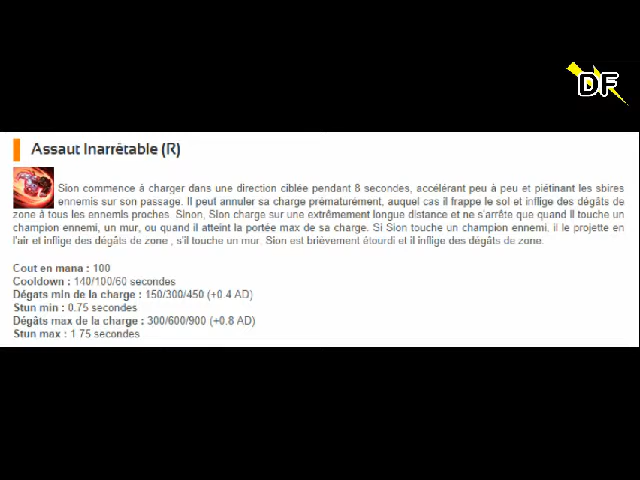 DF
Assaut Inarrêtable (R)
Sion commence à charger dans une direction ciblée pendant 8 secondes, accélérant peu à peu et piétinant les sbires
ennemis sur son passage. Il peut annuler sa charge prématurément, auquel cas il frappe le sol et inflige des dégâts de
zone à tous les ennemis proches. Sinon, Sion charge sur une extrêmement longue distance et ne s'arrête que quand il touche un
champion ennemi, un mur, ou quand il atteint la portée max de sa charge. Si Sion touche un champion ennemi, il le projette en
l'air et inflige des dégâts de zone , s'il touche un mur. Sion est brièvement étourdi et il inflige des dégâts de zone.
Cout en mana : 100
Cooldown : 140/100/60 secondes
Dégats min de la charge : 150/300/450 (+0.4 AD)
Stun min : 0.75 secondes
Dégâts max de la charge : 300/600/900 (+0.8 AD)
Stun max : 1.75 secondes